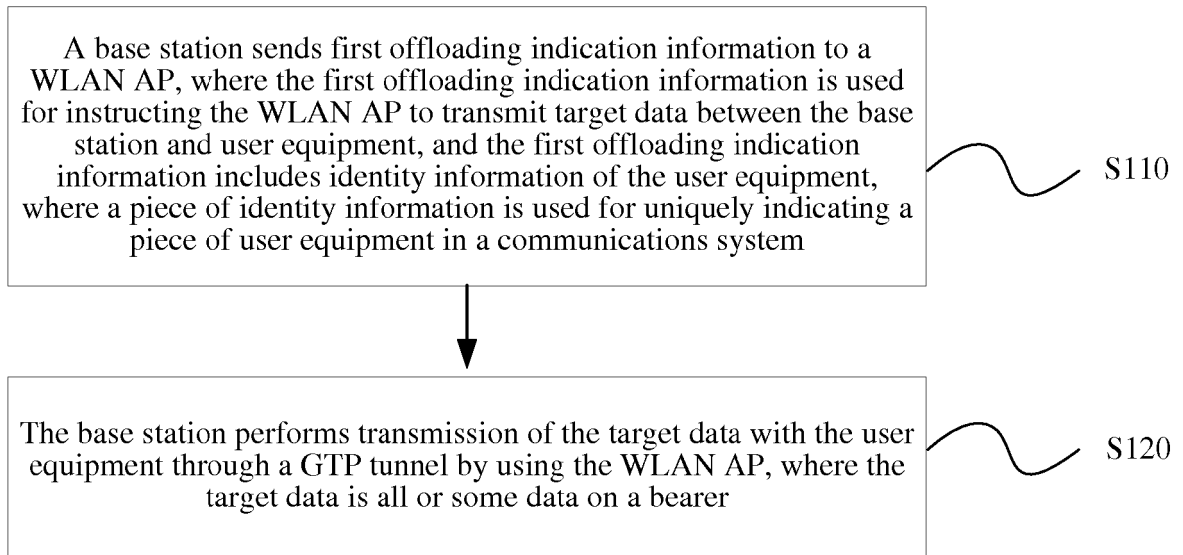 A base station sends first offloading indication information to a
WLAN AP, where the first offloading indication information is used
for instructing the WLAN AP to transmit target data between the base
station and user equipment, and the first offloading indication
information includes identity information of the user equipment,
where a piece of identity information is used for uniquely indicating a
piece of user equipment in a communications system
S110
The base station performs transmission of the target data with the user
equipment through a GTP tunnel by using the WLAN AP, where the
target data is all or some data on a bearer
S120